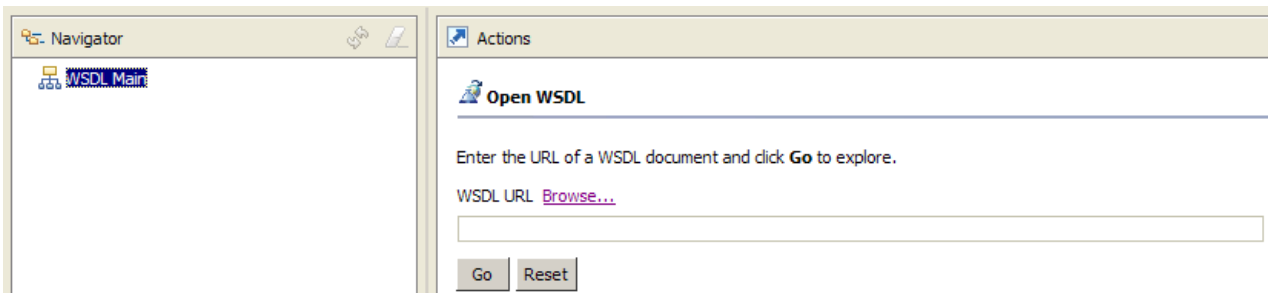 Navigator
WSDL Main
Actions
Open WSDL
Enter the URL of a WSDL document and click Go to explore.
WSDL URL Browse...
Go Reset